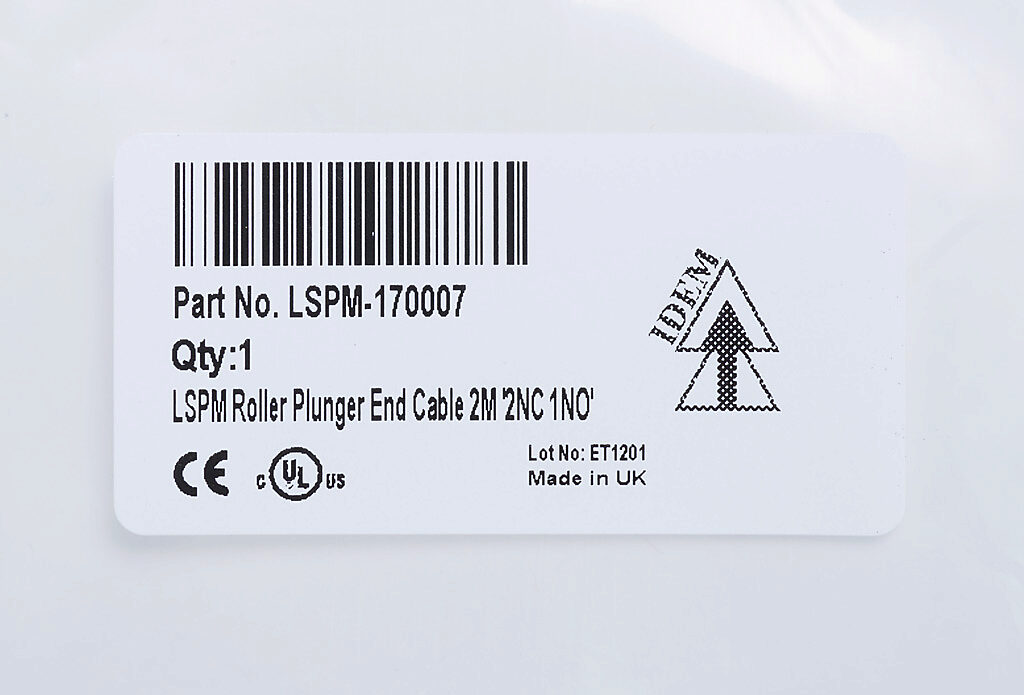 IDEM
Part No. LSPM-170007
Qty:1
LSPM Roller Plunger End Cable 2M '2NC 1NO'
CE
C UL US
Lot No: ET1201
Made in UK